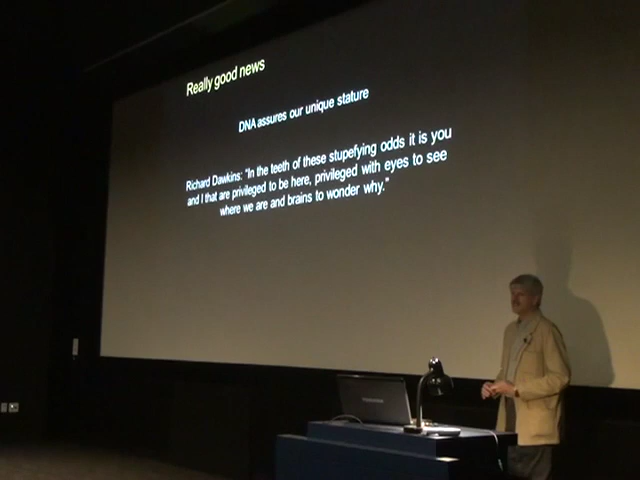 Really good news
DNA assures our unique stature
Richard Dawkins: "In the teeth of these stupefying odds it is you
and I that are privileged to be here, privileged with eyes to see
where we are and brains to wonder why."